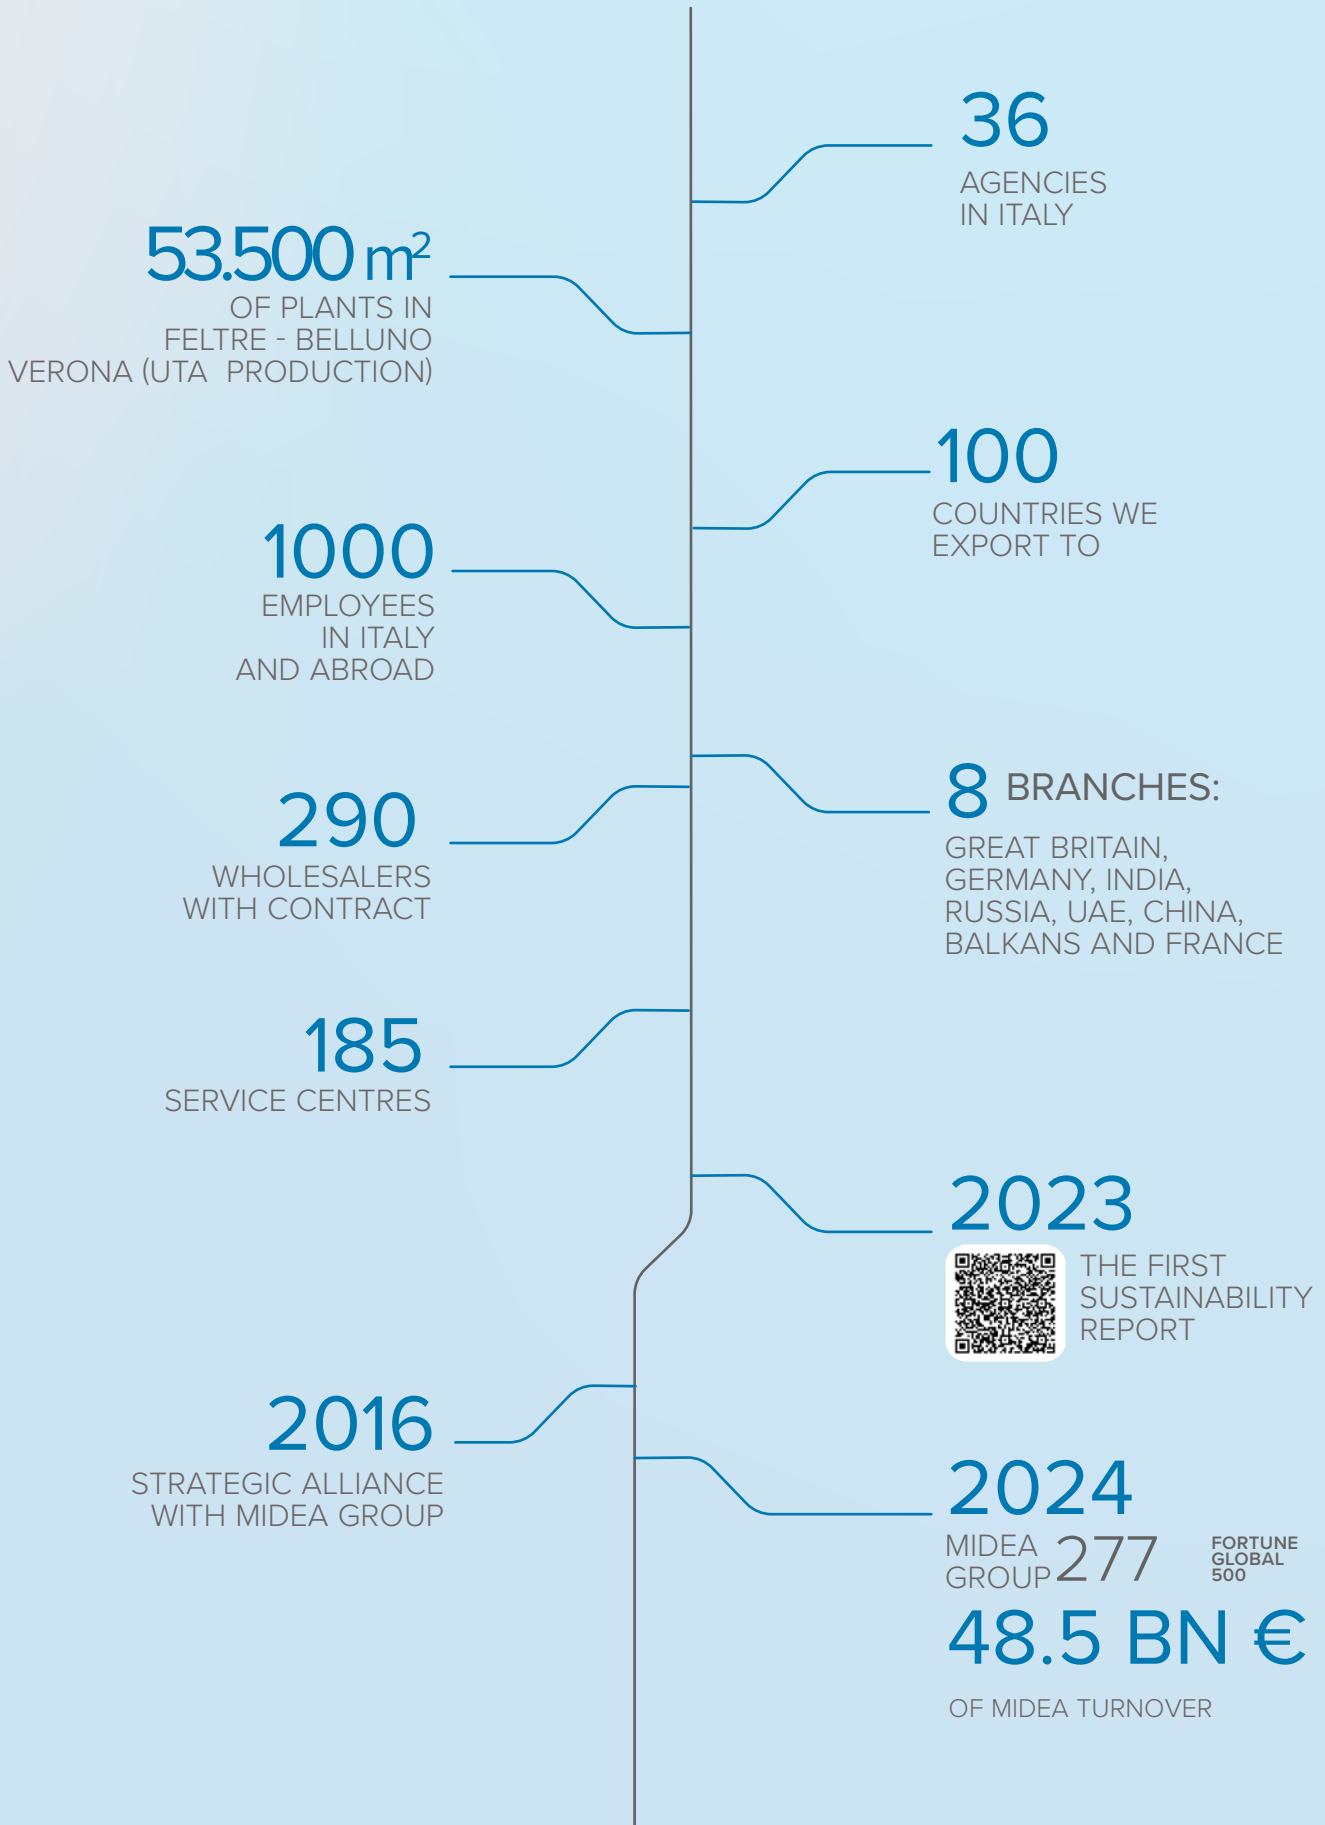 36
AGENCIES
IN ITALY
53.500 m²
OF PLANTS IN
FELTRE - BELLUNO
VERONA (UTA PRODUCTION)
100
COUNTRIES WE
EXPORT TO
1000
EMPLOYEES
IN ITALY
AND ABROAD
8 BRANCHES:
GREAT BRITAIN,
GERMANY, INDIA,
RUSSIA, UAE, CHINA,
BALKANS AND FRANCE
290
WHOLESALERS
WITH CONTRACT
185
SERVICE CENTRES
2023
THE FIRST
SUSTAINABILITY
REPORT
2016
STRATEGIC ALLIANCE
WITH MIDEA GROUP
2024
MIDEA
GROUP 277
FORTUNE
GLOBAL
500
48.5 BN €
OF MIDEA TURNOVER